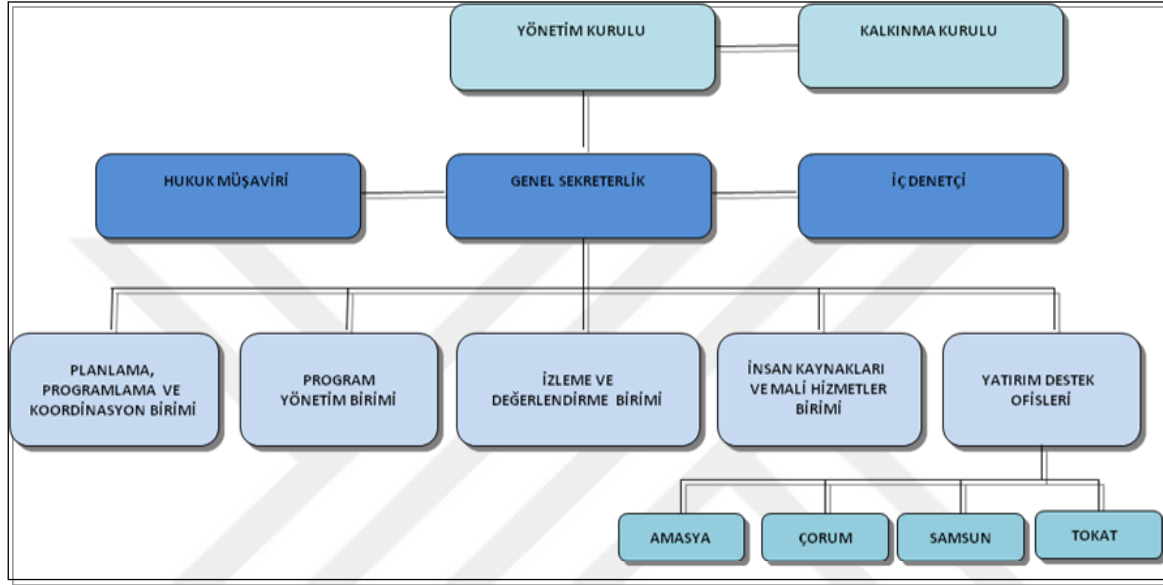 YÖNETİM KURULU
KALKINMA KURULU
HUKUK MÜŞAVİRİ
GENEL SEKRETERLİK
İÇ DENETÇİ
PLANLAMA,
PROGRAMLAMA VE
KOORDİNASYON BİRİMİ
PROGRAM
YÖNETİM BİRİMİ
İZLEME VE
DEĞERLENDİRME BİRİMİ
İNSAN KAYNAKLARI
VE MALİ HİZMETLER
BİRİMİ
YATIRIM DESTEK
OFİSLERİ
AMASYA
ÇORUM
SAMSUN
TOKAT